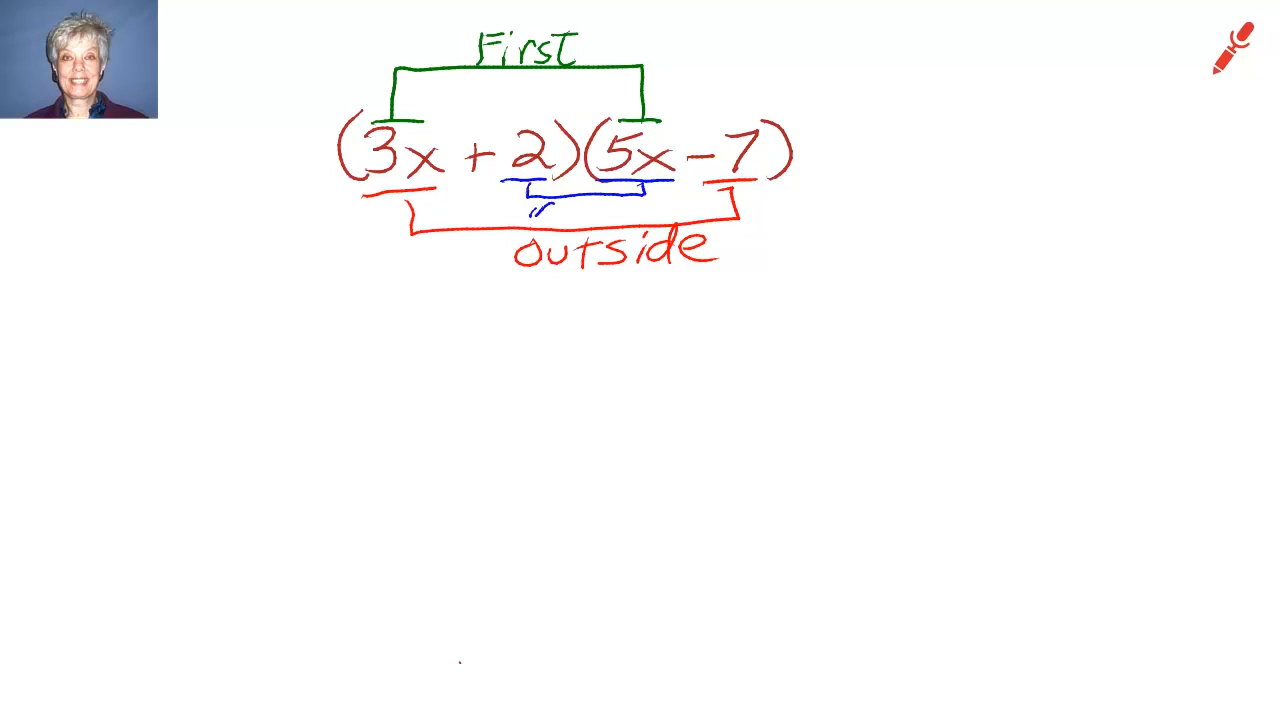 First
(3x + 2)(5x - 7)
outside